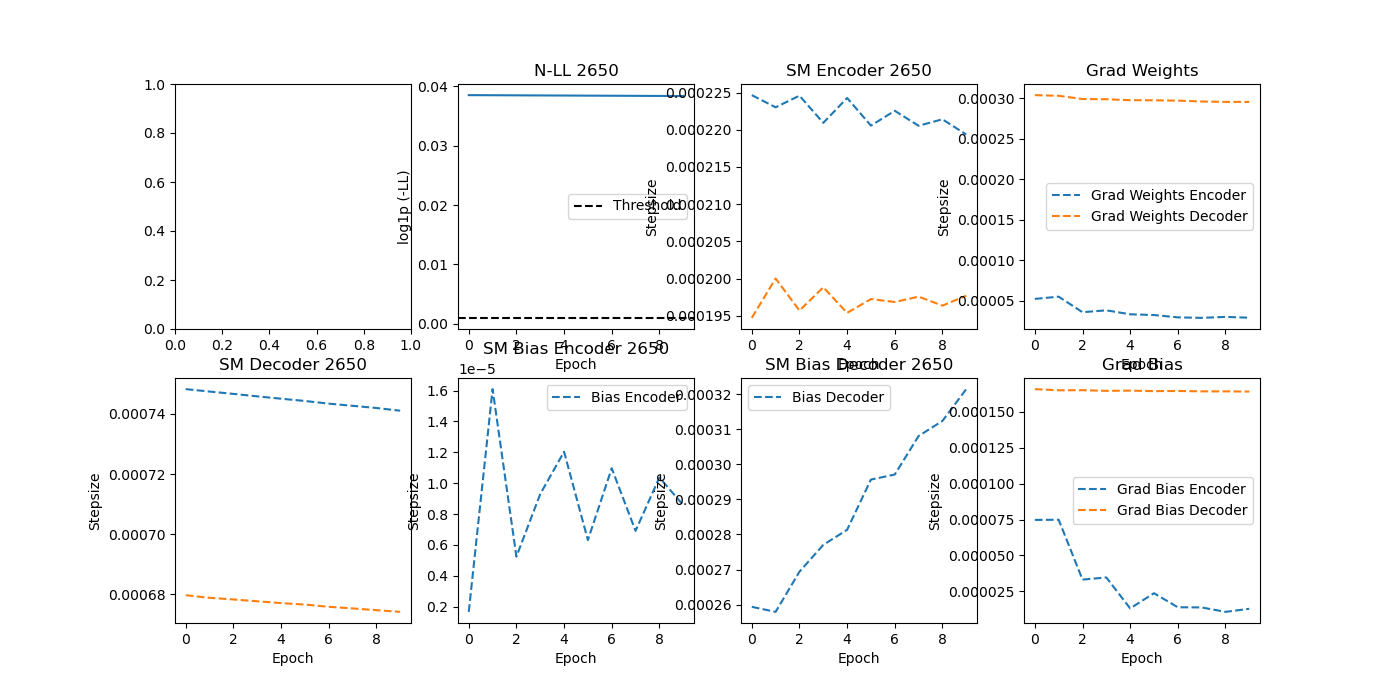 N-LL 2650
SM Encoder 2650
Grad Weights
1.0
0.8
0.6
0.4
0.2
0.0
0.0 0.2 0.4 0.6 0.8 1.0
log1p (-LL)
0.04
0.03
0.02
0.01
0.00
Threshold
0 2 4 6 8
Epoch
Stepsize
0.000225
0.000220
0.000215
0.000210
0.000205
0.000200
0.000195
0 2 4 6 8
Epoch
Stepsize
0.00030
0.00025
0.00020
0.00015
0.00010
0.00005
Grad Weights Encoder
Grad Weights Decoder
0 2 4 6 8
Epoch
SM Decoder 2650
Stepsize
0.00074
0.00072
0.00070
0.00068
0 2 4 6 8
Epoch
SM Bias Encoder 2650
1e−5
Stepsize
1.6
1.4
1.2
1.0
0.8
0.6
0.4
0.2
Bias Encoder
0 2 4 6 8
Epoch
SM Bias Decoder 2650
Stepsize
0.00032
0.00031
0.00030
0.00029
0.00028
0.00027
0.00026
Bias Decoder
0 2 4 6 8
Epoch
Grad Bias
Stepsize
0.000150
0.000125
0.000100
0.000075
0.000050
0.000025
Grad Bias Encoder
Grad Bias Decoder
0 2 4 6 8
Epoch